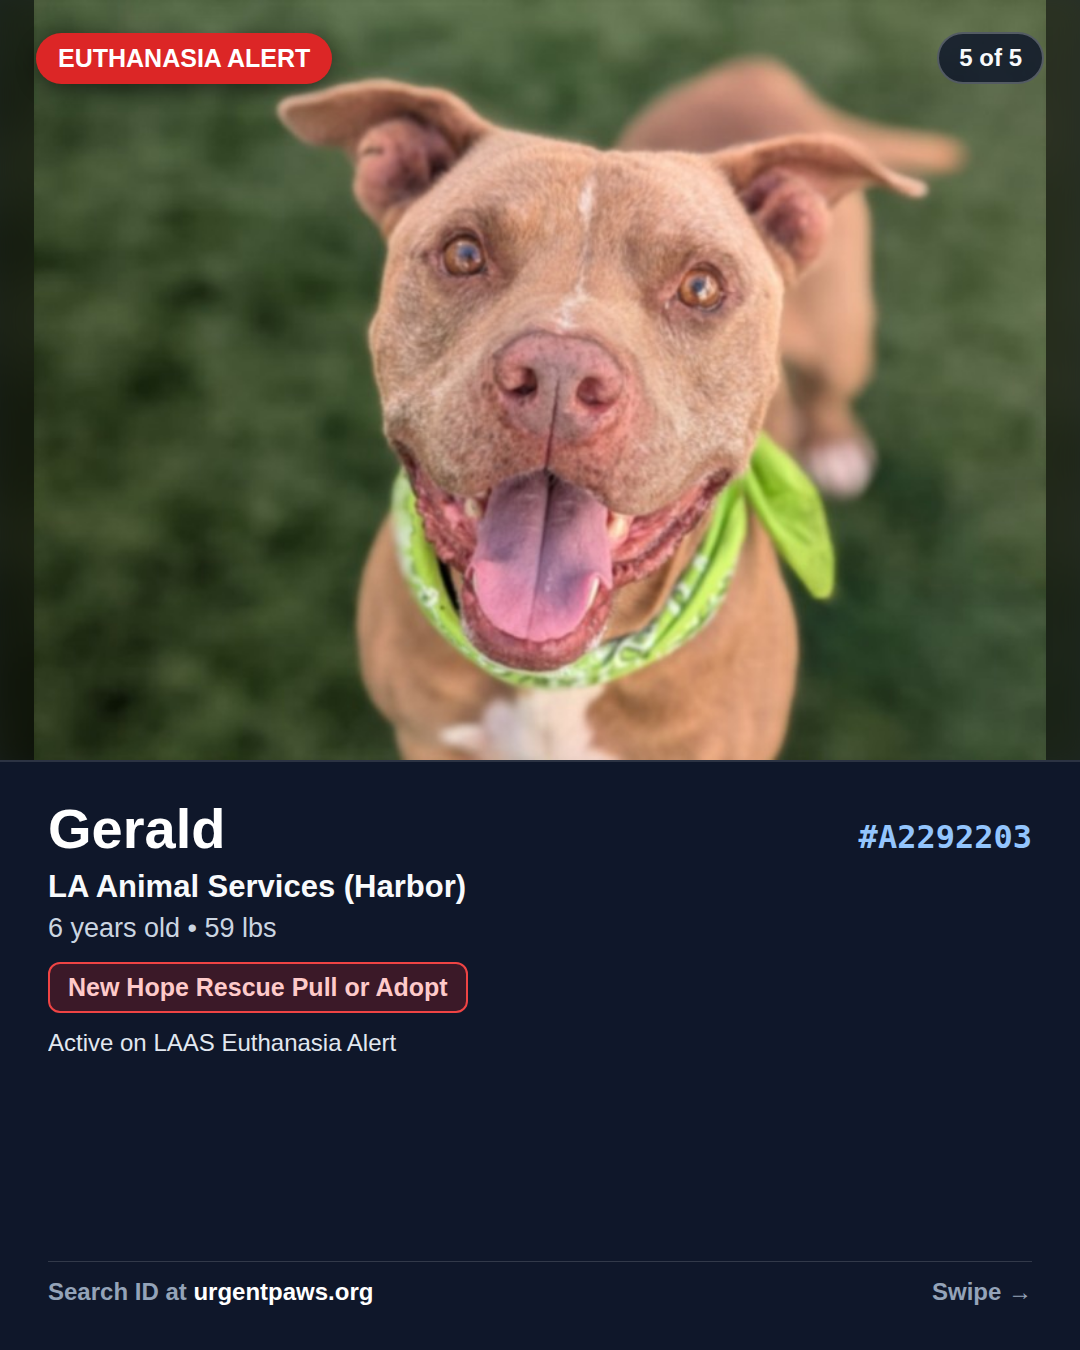 EUTHANASIA ALERT
5 of 5
Gerald
#A2292203
LA Animal Services (Harbor)
6 years old • 59 lbs
New Hope Rescue Pull or Adopt
Active on LAAS Euthanasia Alert
Search ID at urgentpaws.org
Swipe →